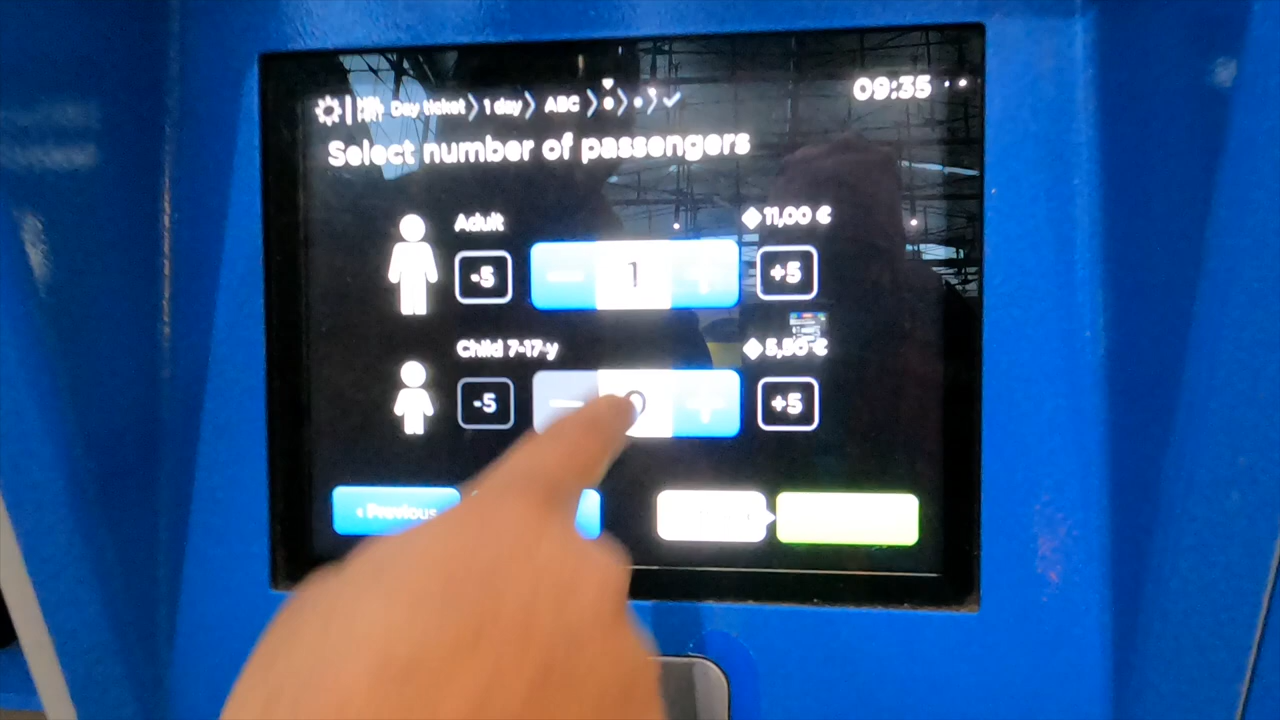 Day ticket 1 day ABC 09:35
Select number of passengers
Adult 11,00 €
-5 1 +5
Child 7-17 y 5,50 €
-5 0 +5
‹ Previous